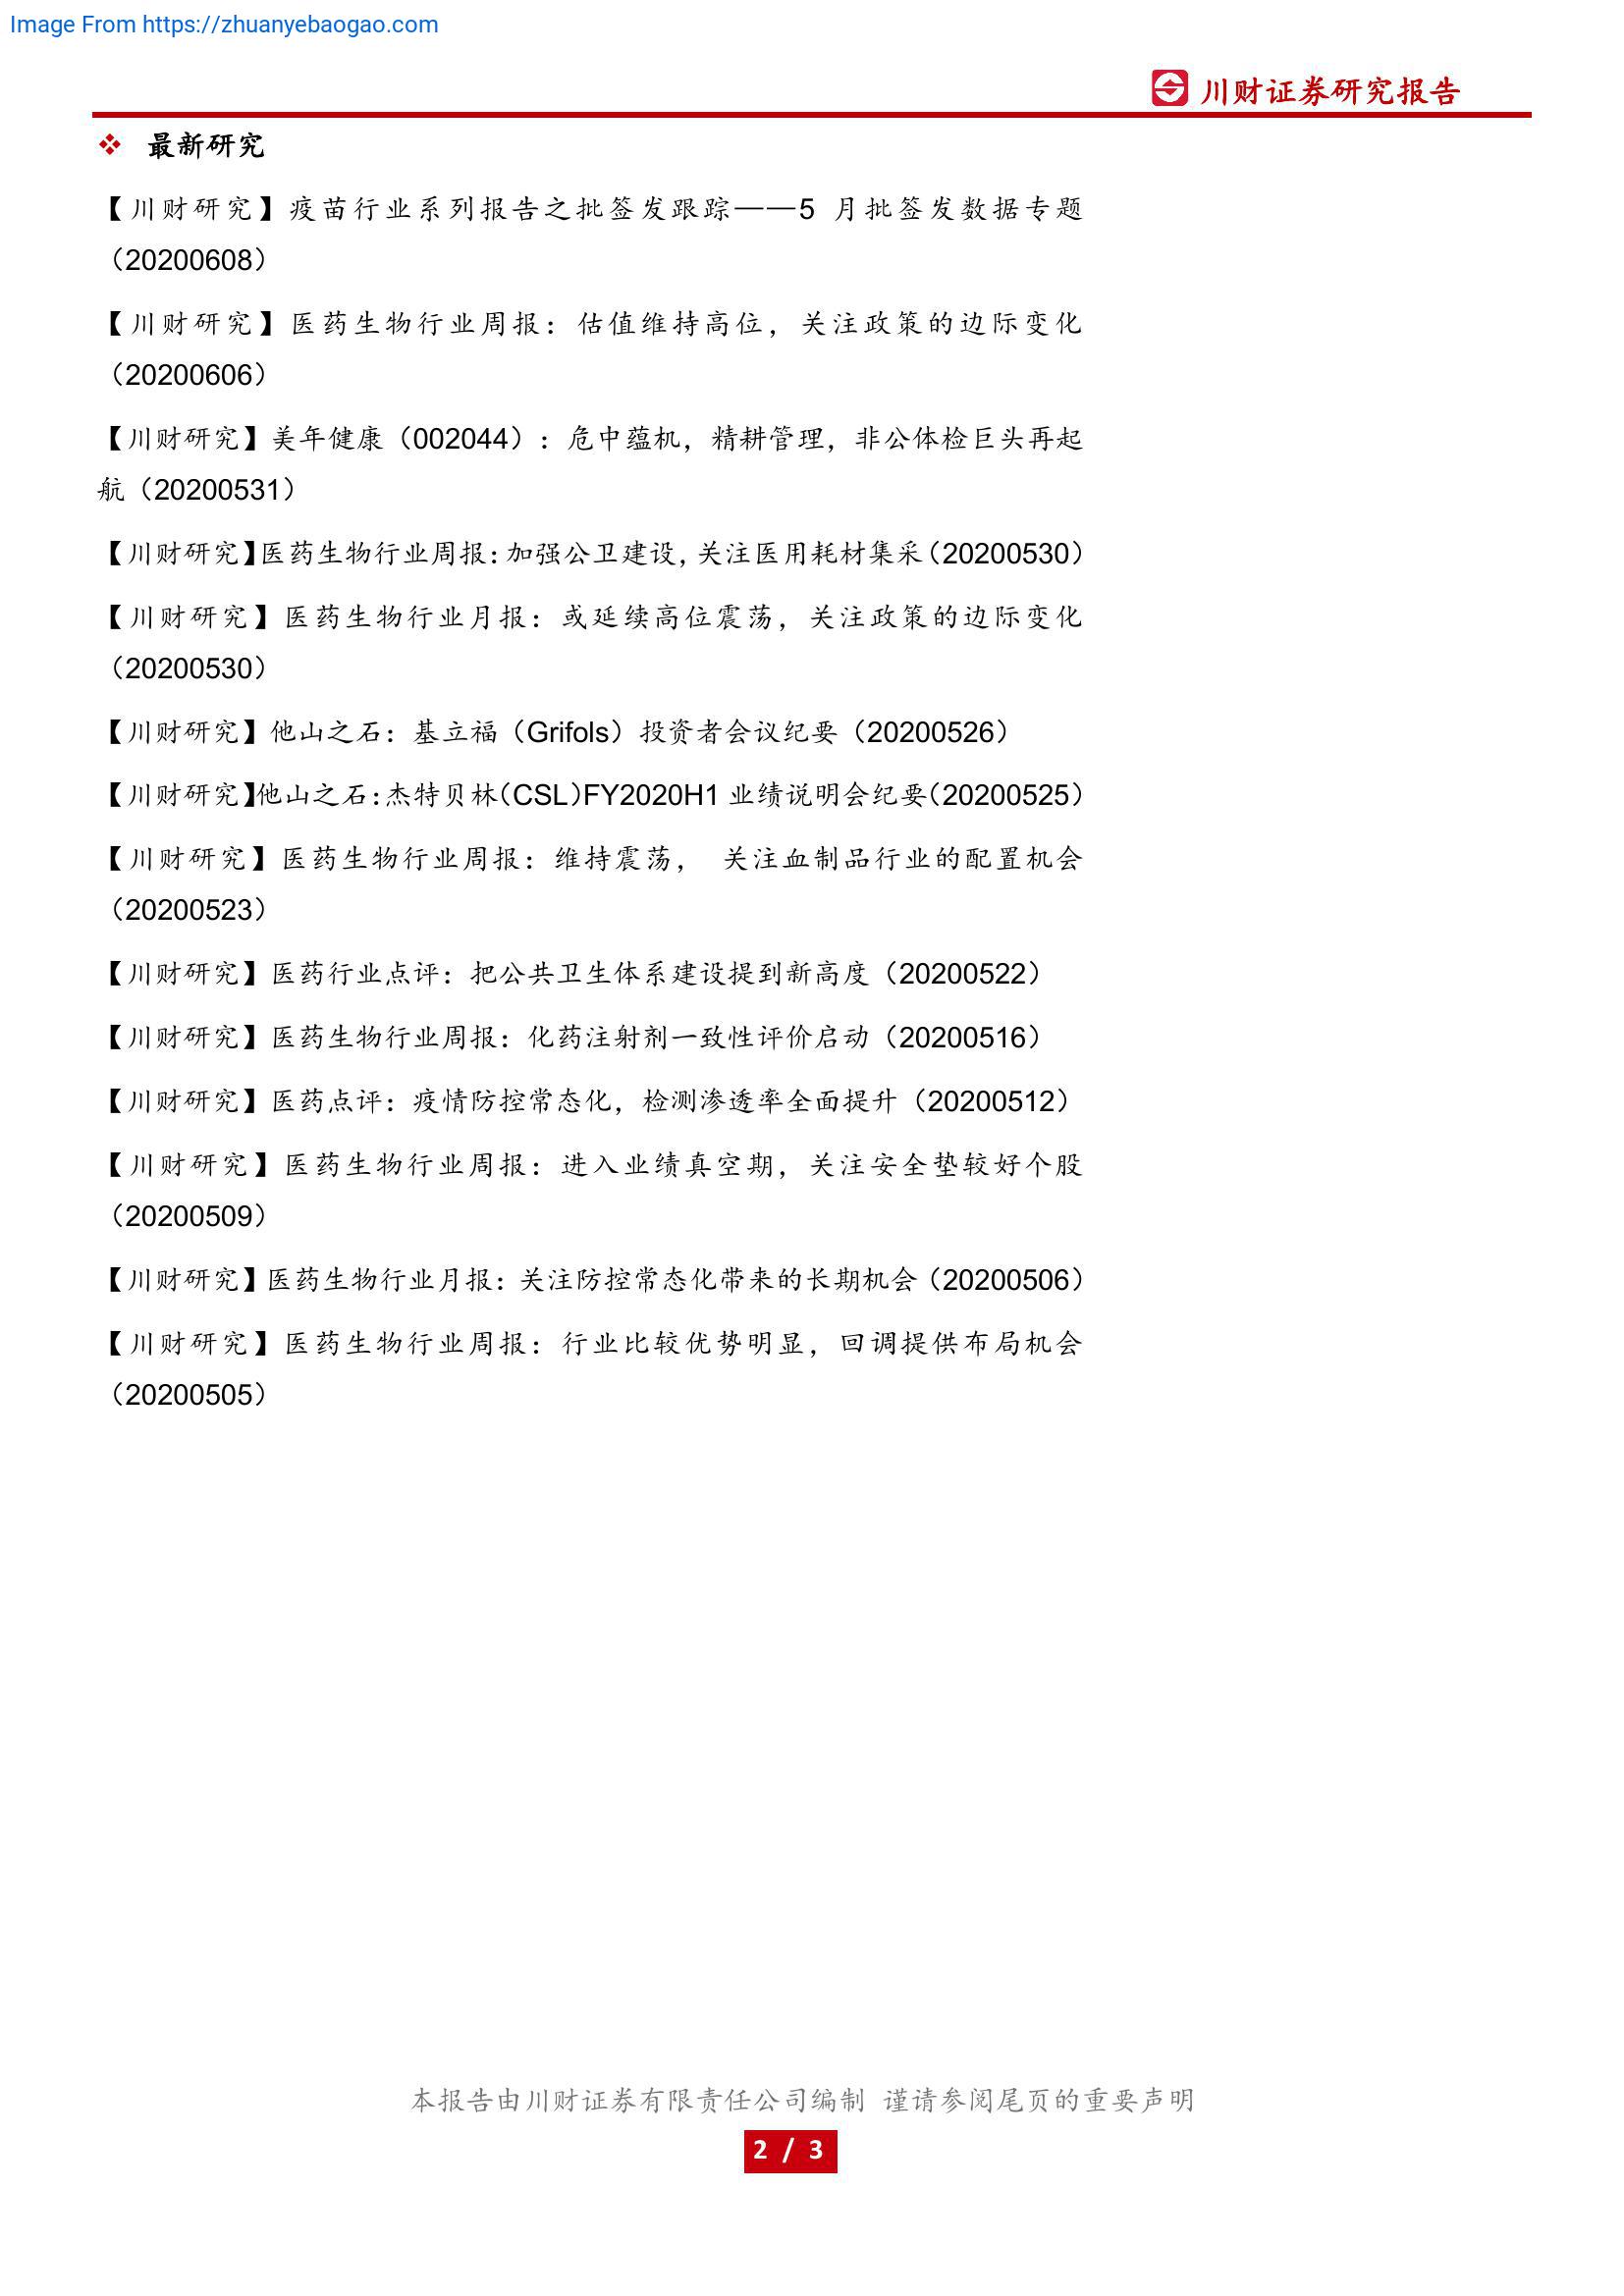 Image From https://zhuanyebaogao.com
川财证券研究报告
❖ 最新研究
【川财研究】疫苗行业系列报告之批签发跟踪——5 月批签发数据专题
（20200608）
【川财研究】医药生物行业周报：估值维持高位，关注政策的边际变化
（20200606）
【川财研究】美年健康（002044）：危中蕴机，精耕管理，非公体检巨头再起
航（20200531）
【川财研究】医药生物行业周报：加强公卫建设，关注医用耗材集采（20200530）
【川财研究】医药生物行业月报：或延续高位震荡，关注政策的边际变化
（20200530）
【川财研究】他山之石：基立福（Grifols）投资者会议纪要（20200526）
【川财研究】他山之石：杰特贝林（CSL）FY2020H1 业绩说明会纪要（20200525）
【川财研究】医药生物行业周报：维持震荡， 关注血制品行业的配置机会
（20200523）
【川财研究】医药行业点评：把公共卫生体系建设提到新高度（20200522）
【川财研究】医药生物行业周报：化药注射剂一致性评价启动（20200516）
【川财研究】医药点评：疫情防控常态化，检测渗透率全面提升（20200512）
【川财研究】医药生物行业周报：进入业绩真空期，关注安全垫较好个股
（20200509）
【川财研究】医药生物行业月报：关注防控常态化带来的长期机会（20200506）
【川财研究】医药生物行业周报：行业比较优势明显，回调提供布局机会
（20200505）
本报告由川财证券有限责任公司编制 谨请参阅尾页的重要声明
2 / 3